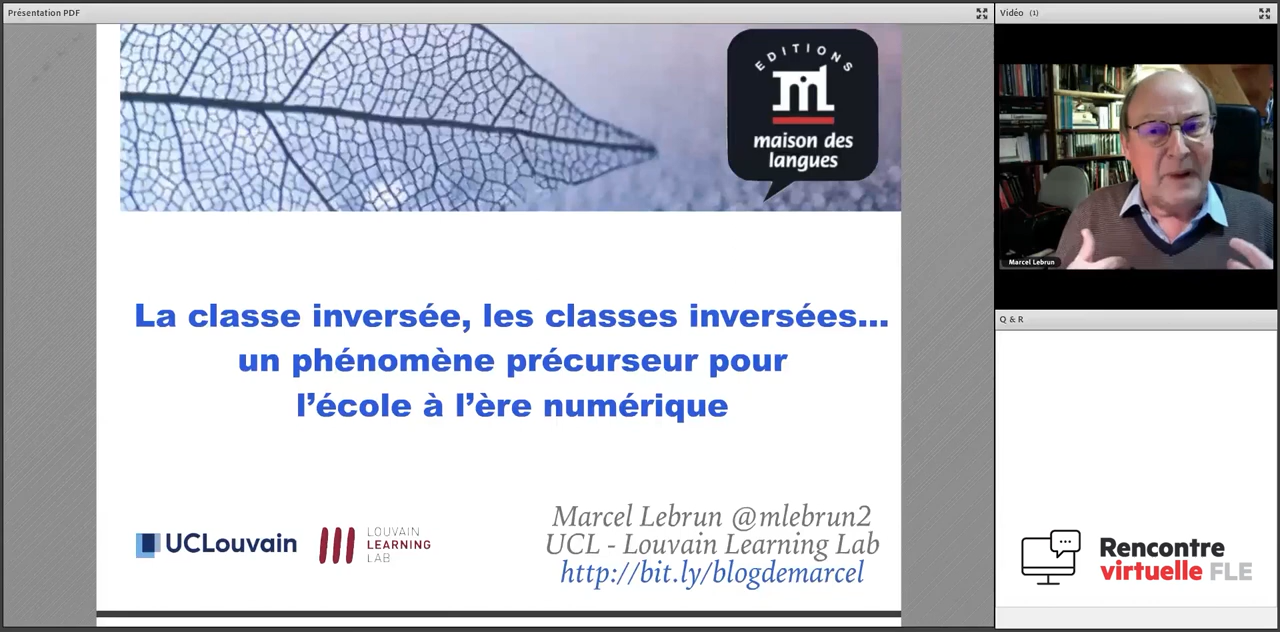 Présentation PDF
EDITIONS
maison des
langues
La classe inversée, les classes inversées...
un phénomène précurseur pour
l'école à l'ère numérique
UCLouvain
LOUVAIN
LEARNING
LAB
Marcel Lebrun @mlebrun2
UCL - Louvain Learning Lab
http://bit.ly/blogdemarcel
Vidéo (1)
Marcel Lebrun
Q & R
Rencontre
virtuelle FLE